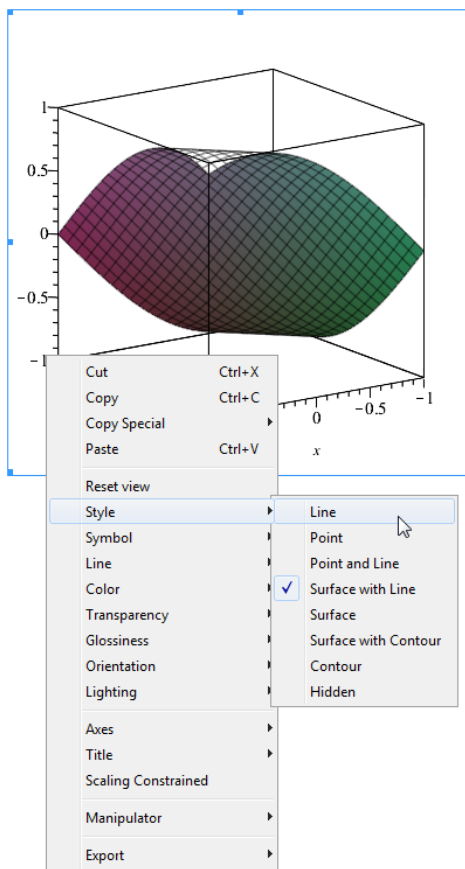 1
0.5
0
-0.5
-1
0 -0.5 -1
x
Cut Ctrl+X
Copy Ctrl+C
Copy Special
Paste Ctrl+V
Reset view
Style
Symbol
Line
Color
Transparency
Glossiness
Orientation
Lighting
Axes
Title
Scaling Constrained
Manipulator
Export
Line
Point
Point and Line
Surface with Line
Surface
Surface with Contour
Contour
Hidden